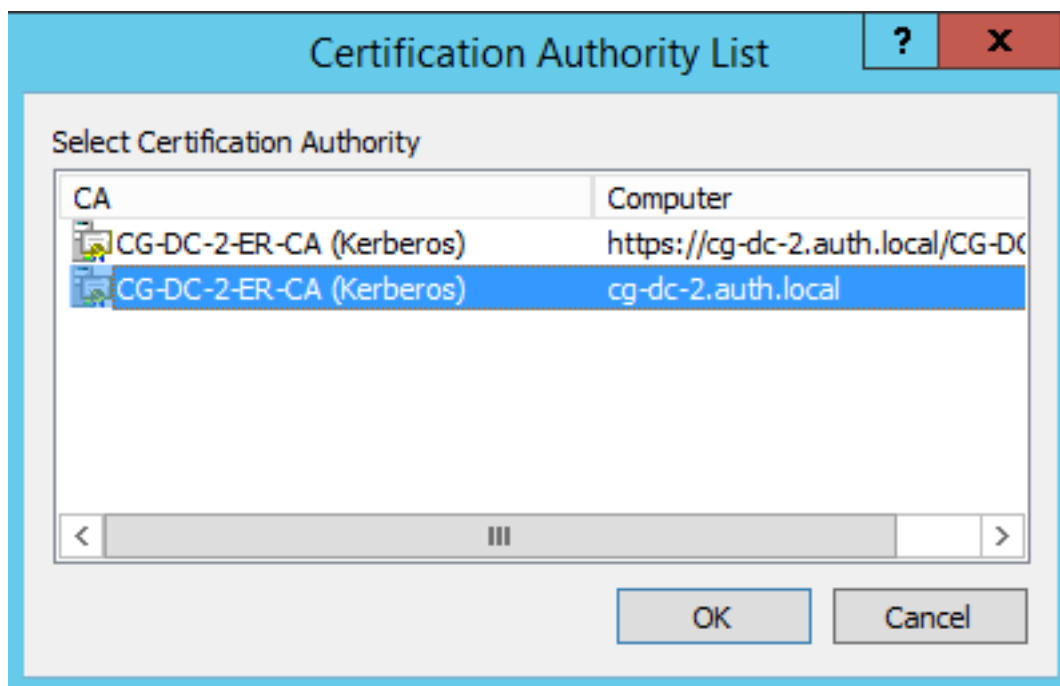 Certification Authority List ? x
Select Certification Authority
CA Computer
CG-DC-2-ER-CA (Kerberos) https://cg-dc-2.auth.local/CG-DC
CG-DC-2-ER-CA (Kerberos) cg-dc-2.auth.local
OK Cancel